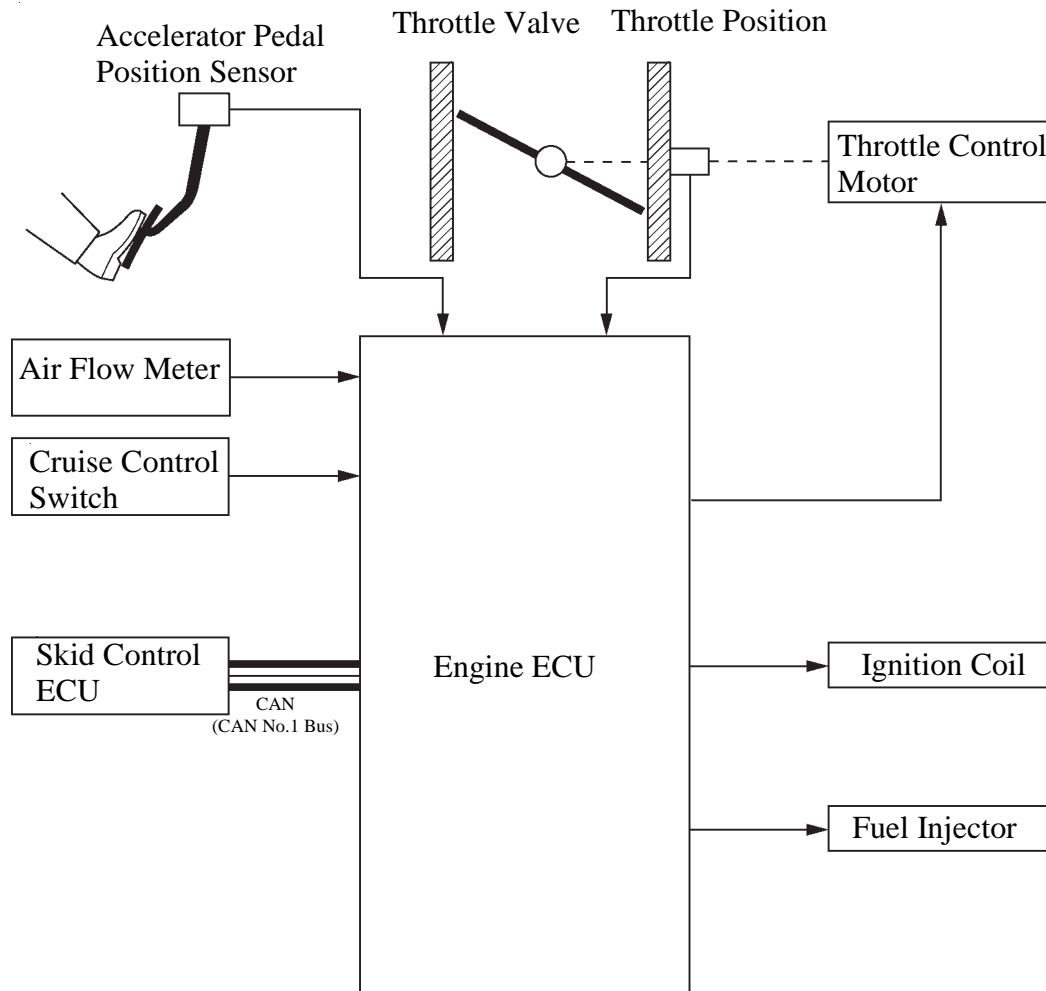 Accelerator Pedal
Position Sensor
Throttle Valve
Throttle Position
Throttle Control
Motor
Air Flow Meter
Cruise Control
Switch
Skid Control
ECU
CAN
(CAN No.1 Bus)
Engine ECU
Ignition Coil
Fuel Injector